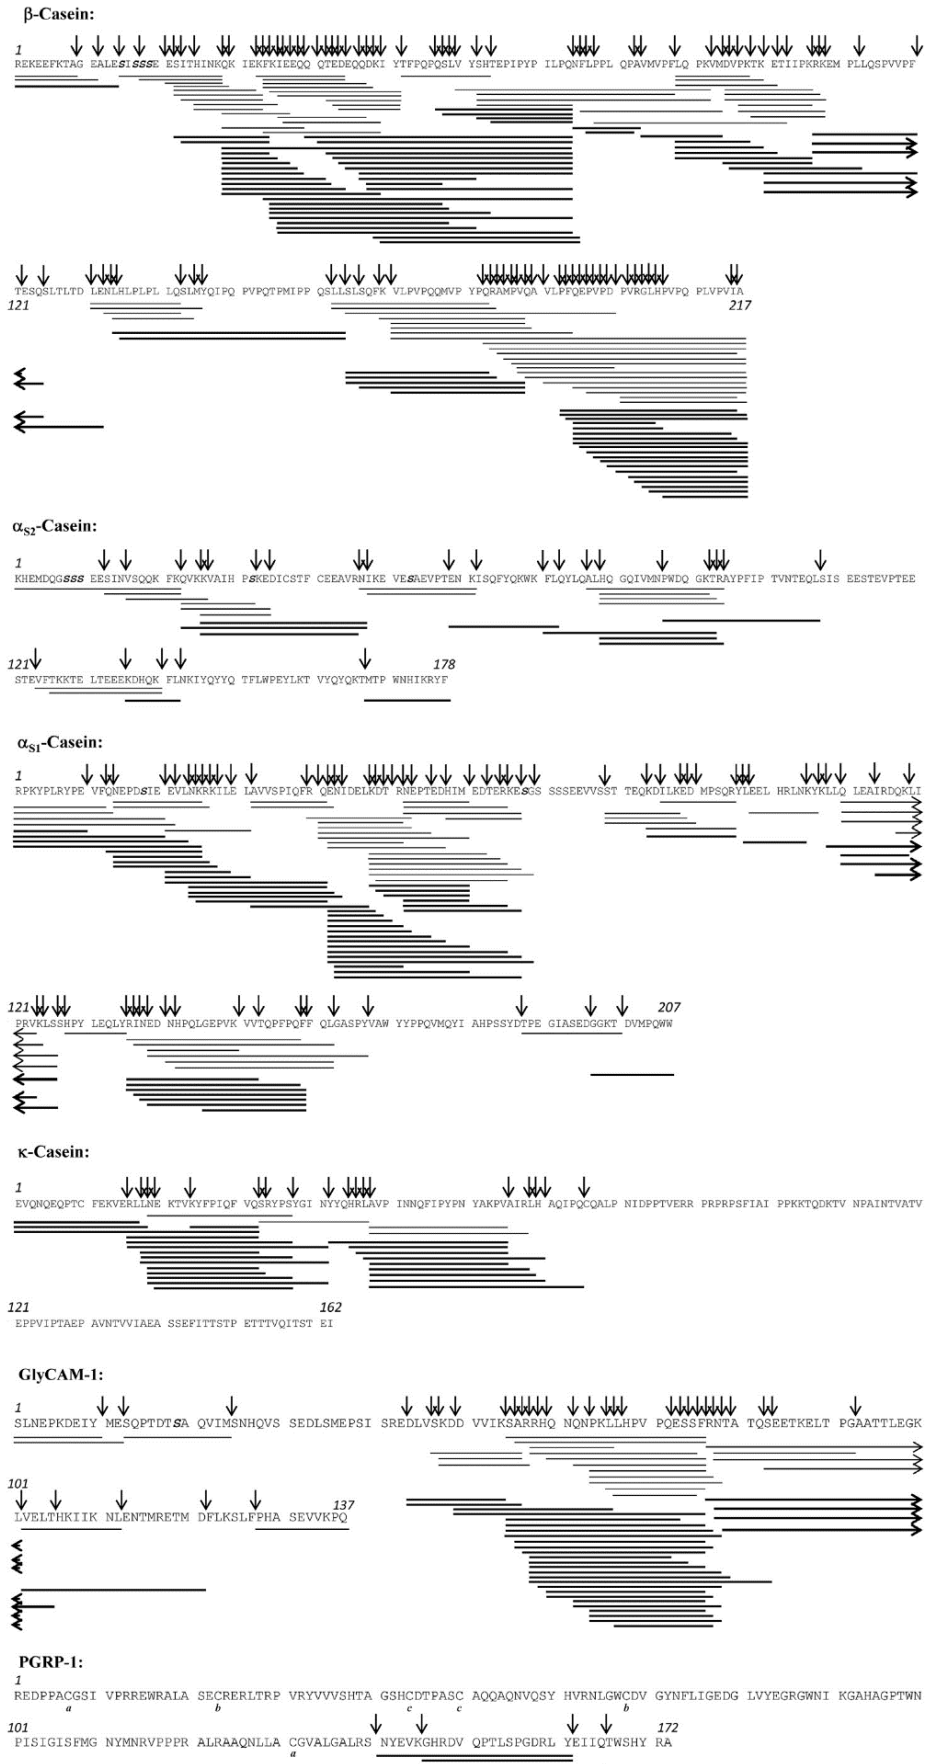 β-Casein:
1
REKEEFKTAG EALESISSSE ESITHINKQK IEKFKIEEQQ QTEDEQQDKI YTFPQPQSLV YSHTEPIPYP ILPQNFLPPL QPAVMVPFLQ PKVMDVPKTK ETIIPKRKEM PLLQSPVVPF
TESQSLTLTD LENLHLPLPL LQSLMYQIPQ PVPQTPMIPP QSLLSLSQFK VLPVPQQMVP YPQRAMPVQA VLPFQEPVPD PVRGLHPVPQ PLVPVIA
121 217
αS2-Casein:
1
KHEMDQGSSS EESINVSQQK FKQVKKVAIH PSKEDICSTF CEEAVRNIKE VESAEVPTEN KISQFYQKWK FLQYLQALHQ GQIVMNPWDQ GKTRAYPFIP TVNTEQLSIS EESTEVPTEE
121 178
STEVFTKKTE LTEEEKDHQK FLNKIYQYYQ TFLWPEYLKT VYQYQKTMTP WNHIKRYF
αS1-Casein:
1
RPKYPLRYPE VFQNEPDSIE EVLNKRKILE LAVVSPIQFR QENIDELKDT RNEPTEDHIM EDTERKESGS SSSEEVVSST TEQKDILKED MPSQRYLEEL HRLNKYKLLQ LEAIRDQKLI
121 207
PRVKLSSHPY LEQLYRINED NHPQLGEPVK VVTQPFPQFF QLGASPYVAW YYPPQVMQYI AHPSSYDTPE GIASEDGGKT DVMPQWW
κ-Casein:
1
EVQNQEQPTC FEKVERLLNE KTVKYFPIQF VQSRYPSYGI NYYQHRLAVP INNQFIPYPN YAKPVAIRLH AQIPQCQALP NIDPPTVERR PRPRPSFIAI PPKKTQDKTV NPAINTVATV
121 162
EPPVIPTAEP AVNTVVIAEA SSEFITTSTP ETTTVQITST EI
GlyCAM-1:
1
SLNEPKDEIY MESQPTDTSA QVIMSNHQVS SEDLSMEPSI SREDLVSKDD VVIKSARRHQ NQNPKLLHPV PQESSFRNTA TQSEETKELT PGAATTLEGK
101 137
LVELTHKIIK NLENTMRETM DFLKSLFPHA SEVVKPQ
PGRP-1:
1
REDPPACGSI VPRREWRALA SECRERLTRP VRYVVVSHTA GSHCDTPASC AQQAQNVQSY HVRNLGWCDV GYNFLIGEDG LVYEGRGWNI KGAHAGPTWN
a b c c b
101 172
PISIGISFMG NYMNRVPPPR ALRAAQNLLA CGVALGALRS NYEVKGHRDV QPTLSPGDRLYEIIQTWSHY RA
a